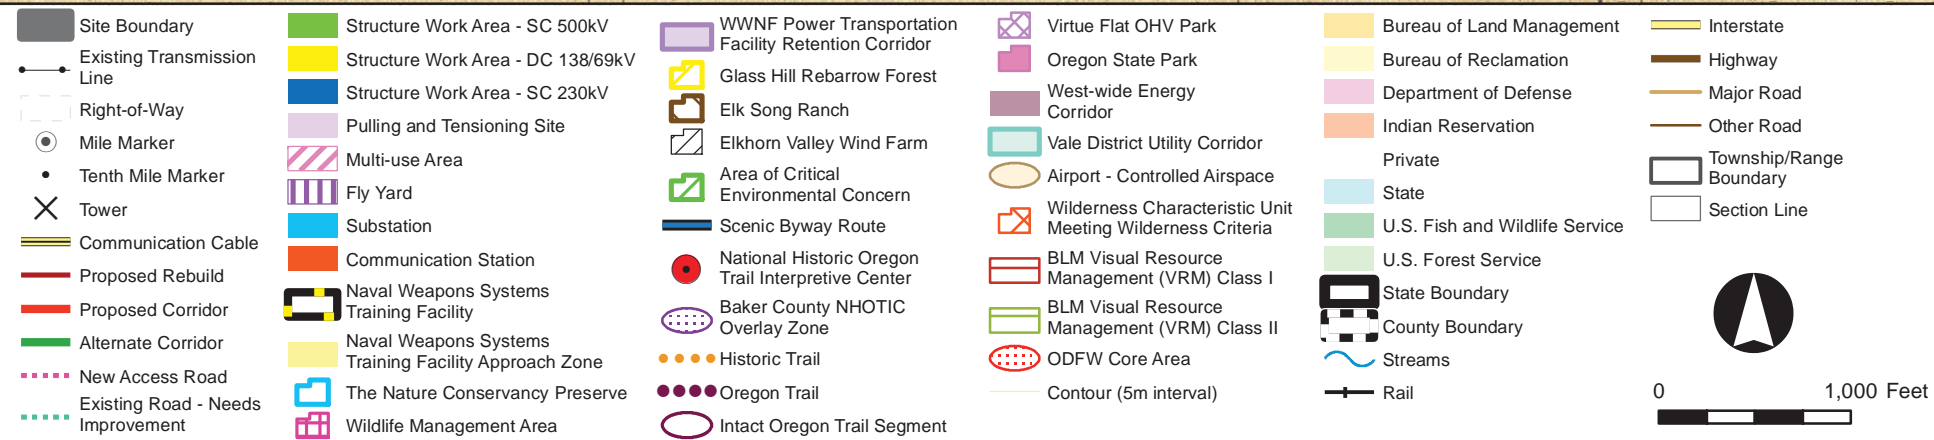 Site Boundary
Existing Transmission
Line
Right-of-Way
Mile Marker
Tenth Mile Marker
Tower
Communication Cable
Proposed Rebuild
Proposed Corridor
Alternate Corridor
New Access Road
Existing Road - Needs
Improvement
Structure Work Area - SC 500kV
Structure Work Area - DC 138/69kV
Structure Work Area - SC 230kV
Pulling and Tensioning Site
Multi-use Area
Fly Yard
Substation
Communication Station
Naval Weapons Systems
Training Facility
Naval Weapons Systems
Training Facility Approach Zone
The Nature Conservancy Preserve
Wildlife Management Area
WWNF Power Transportation
Facility Retention Corridor
Glass Hill Rebarrow Forest
Elk Song Ranch
Elkhorn Valley Wind Farm
Area of Critical
Environmental Concern
Scenic Byway Route
National Historic Oregon
Trail Interpretive Center
Baker County NHOTIC
Overlay Zone
Historic Trail
Oregon Trail
Intact Oregon Trail Segment
Virtue Flat OHV Park
Oregon State Park
West-wide Energy
Corridor
Vale District Utility Corridor
Airport - Controlled Airspace
Wilderness Characteristic Unit
Meeting Wilderness Criteria
BLM Visual Resource
Management (VRM) Class I
BLM Visual Resource
Management (VRM) Class II
ODFW Core Area
Contour (5m interval)
Bureau of Land Management
Bureau of Reclamation
Department of Defense
Indian Reservation
Private
State
U.S. Fish and Wildlife Service
U.S. Forest Service
State Boundary
County Boundary
Streams
Rail
Interstate
Highway
Major Road
Other Road
Township/Range
Boundary
Section Line
0 1,000 Feet